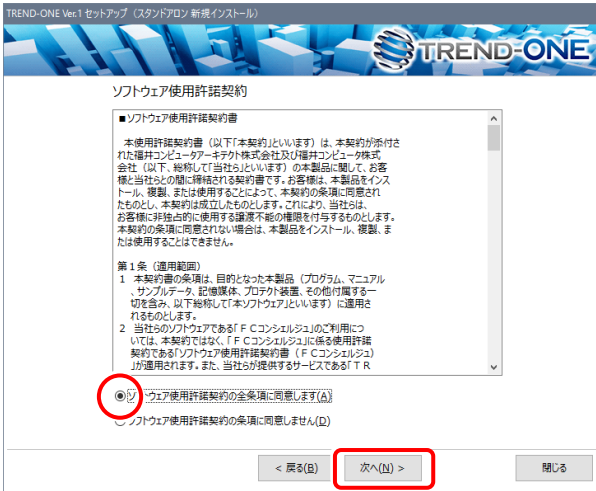 TREND-ONE Ver.1 セットアップ（スタンドアロン 新規インストール）
TREND-ONE
ソフトウェア使用許諾契約
■ソフトウェア使用許諾契約書
本使用許諾契約書（以下「本契約」といいます）は、本契約が添付さ
れた福井コンピュータアーキテクト株式会社及び福井コンピュータ株式
会社（以下、総称して「当社ら」といいます）の本製品に関して、お客
様と当社らとの間に締結される契約書です。お客様は、本製品をインス
トール、複製、または使用することによって、本契約の条項に同意され
たものとし、本契約は成立したものとします。これにより、当社らは、
お客様に非独占的に使用する譲渡不能の権限を付与するものとします。
本契約の条項に同意されない場合は、本製品をインストール、複製、ま
たは使用することはできません。
第１条（適用範囲）
１　本契約書の条項は、目的となった本製品（プログラム、マニュアル
、サンプルデータ、記憶媒体、プロテクト装置、その他付属する一
切を含み、以下総称して「本ソフトウェア」といいます）に適用さ
れるものとします。
２　当社らのソフトウェアである「ＦＣコンシェルジュ」のご利用につ
いては、本契約ではなく、「ＦＣコンシェルジュ」に係る使用許諾
契約である「ソフトウェア使用許諾契約書（ＦＣコンシェルジュ）
」が適用されます。また、当社らが提供するサービスである「ＴＲ
ソフトウェア使用許諾契約の全条項に同意します(A)
ソフトウェア使用許諾契約の条項に同意しません(D)
< 戻る(B)
次へ(N) >
閉じる